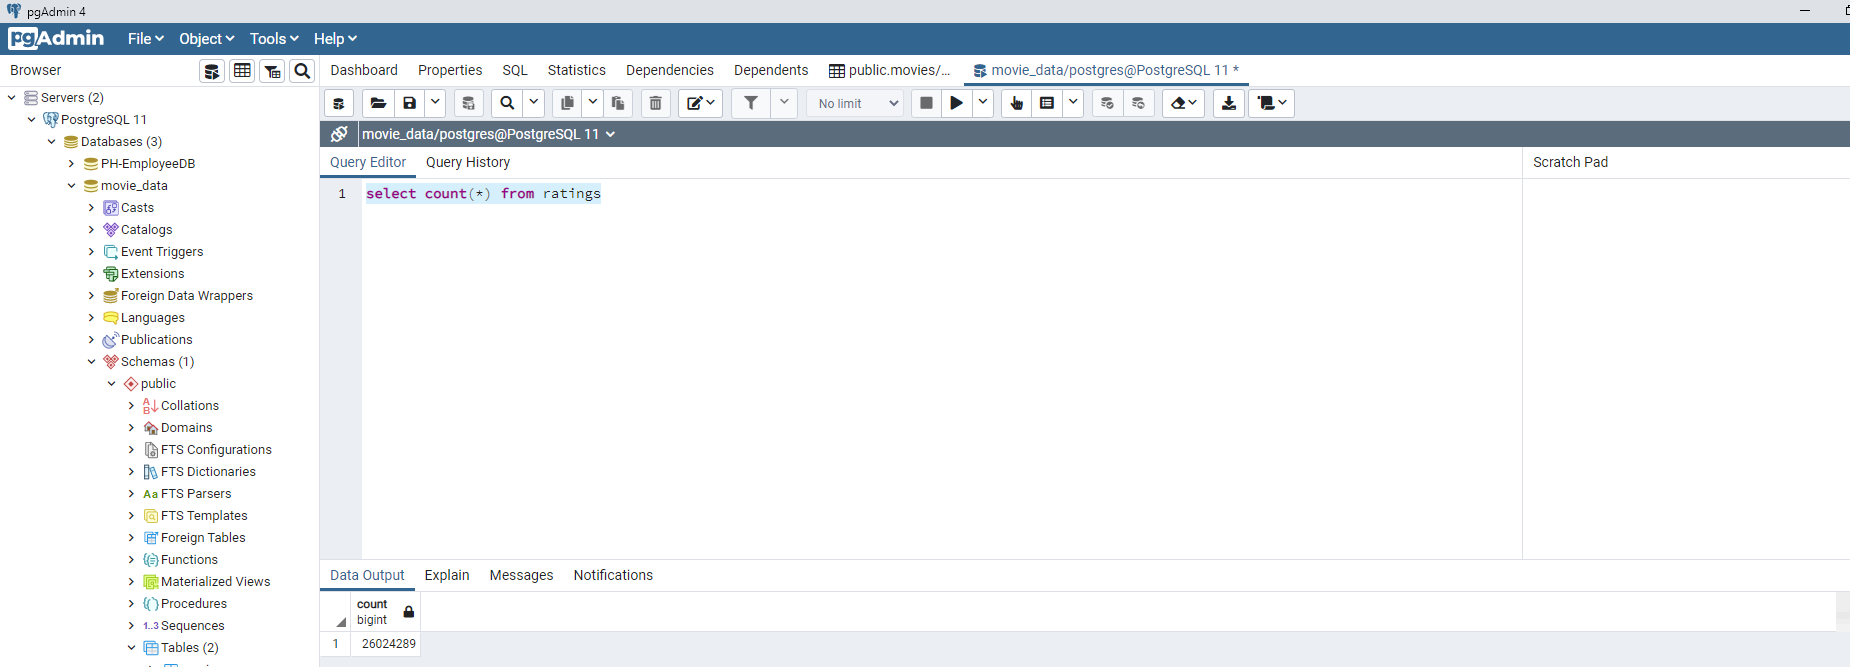 pgAdmin 4
pgAdmin File Object Tools Help
Browser
Dashboard Properties SQL Statistics Dependencies Dependents public.movies/... movie_data/postgres@PostgreSQL 11 *
No limit
movie_data/postgres@PostgreSQL 11
Query Editor Query History
Scratch Pad
1 select count(*) from ratings
Servers (2)
PostgreSQL 11
Databases (3)
PH-EmployeeDB
movie_data
Casts
Catalogs
Event Triggers
Extensions
Foreign Data Wrappers
Languages
Publications
Schemas (1)
public
Collations
Domains
FTS Configurations
FTS Dictionaries
Aa FTS Parsers
FTS Templates
Foreign Tables
Functions
Materialized Views
Procedures
1..3 Sequences
Tables (2)
Data Output Explain Messages Notifications
count
bigint
1 26024289